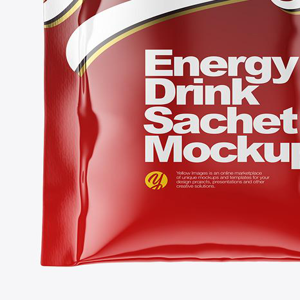 Energy
Drink
Sachet
Mockup
Yellow Images is an online marketplace
of unique mockups and templates for your
design projects, presentations and other
creative solutions.